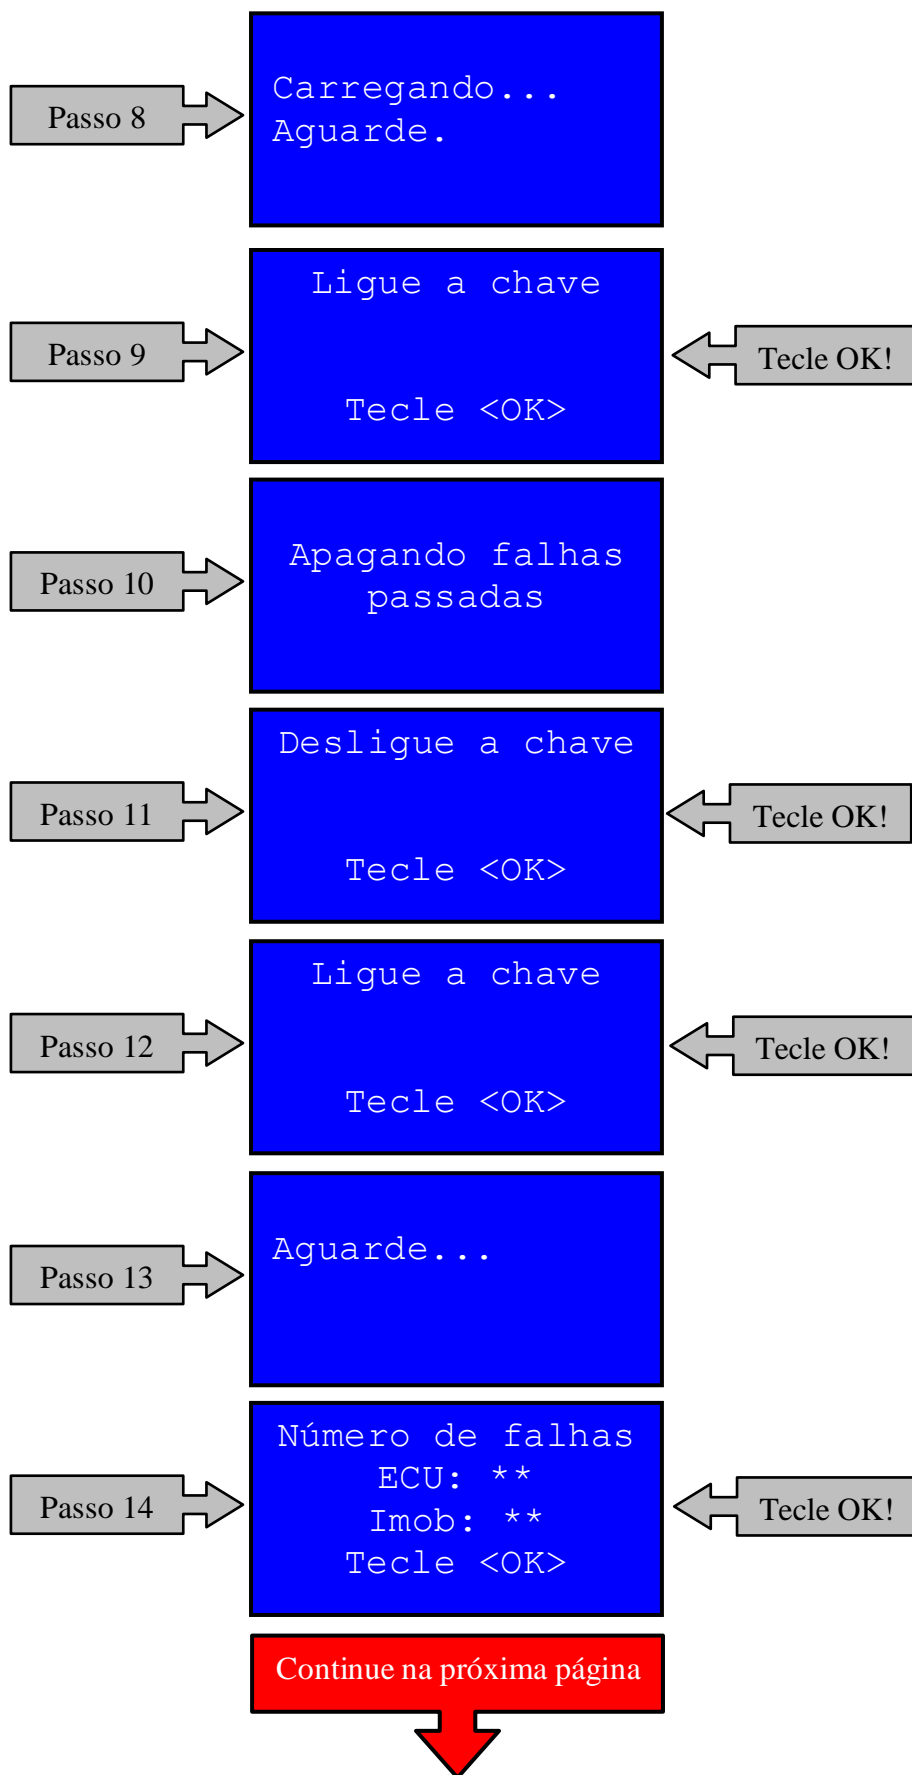 Passo 8
Carregando...
Aguarde.
Passo 9
Ligue a chave
Tecle <OK>
Tecle OK!
Passo 10
Apagando falhas
passadas
Passo 11
Desligue a chave
Tecle <OK>
Tecle OK!
Passo 12
Ligue a chave
Tecle <OK>
Tecle OK!
Passo 13
Aguarde...
Passo 14
Número de falhas
ECU: **
Imob: **
Tecle <OK>
Tecle OK!
Continue na próxima página